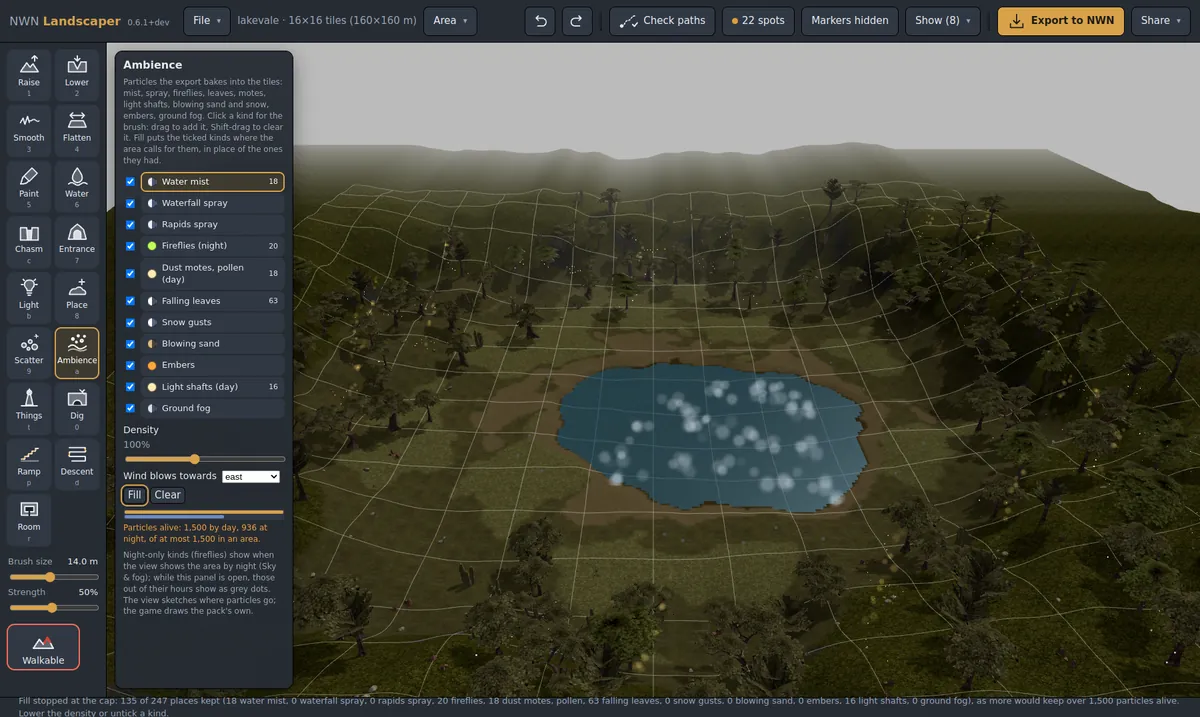 NWN Landscaper 0.6.1+dev
File
lakevale · 16×16 tiles (160×160 m)
Area
Check paths
22 spots
Markers hidden
Show (8)
Export to NWN
Share
Raise
1
Lower
2
Smooth
3
Flatten
4
Paint
5
Water
6
Chasm
c
Entrance
7
Light
b
Place
8
Scatter
9
Ambience
a
Things
t
Dig
0
Ramp
p
Descent
d
Room
r
Brush size 14.0 m
Strength 50%
Walkable
Ambience
Particles the export bakes into the tiles:
mist, spray, fireflies, leaves, motes,
light shafts, blowing sand and snow,
embers, ground fog. Click a kind for the
brush: drag to add it. Shift-drag to clear
it. Fill puts the ticked kinds where the
area calls for them, in place of the ones
they had.
Water mist 18
Waterfall spray
Rapids spray
Fireflies (night) 20
Dust motes, pollen
(day) 18
Falling leaves 63
Snow gusts
Blowing sand
Embers
Light shafts (day) 16
Ground fog
Density
100%
Wind blows towards east
Fill Clear
Particles alive: 1,500 by day, 936 at
night, of at most 1,500 in an area.
Night-only kinds (fireflies) show when
the view shows the area by night (Sky
& fog); while this panel is open, those
out of their hours show as grey dots.
The view sketches where particles go;
the game draws the pack's own.
Fill stopped at the cap: 135 of 247 places kept (18 water mist, 0 waterfall spray, 0 rapids spray, 20 fireflies, 18 dust motes, pollen, 63 falling leaves, 0 snow gusts, 0 blowing sand, 0 embers, 16 light shafts, 0 ground fog), as more would keep over 1,500 particles alive.
Lower the density or untick a kind.